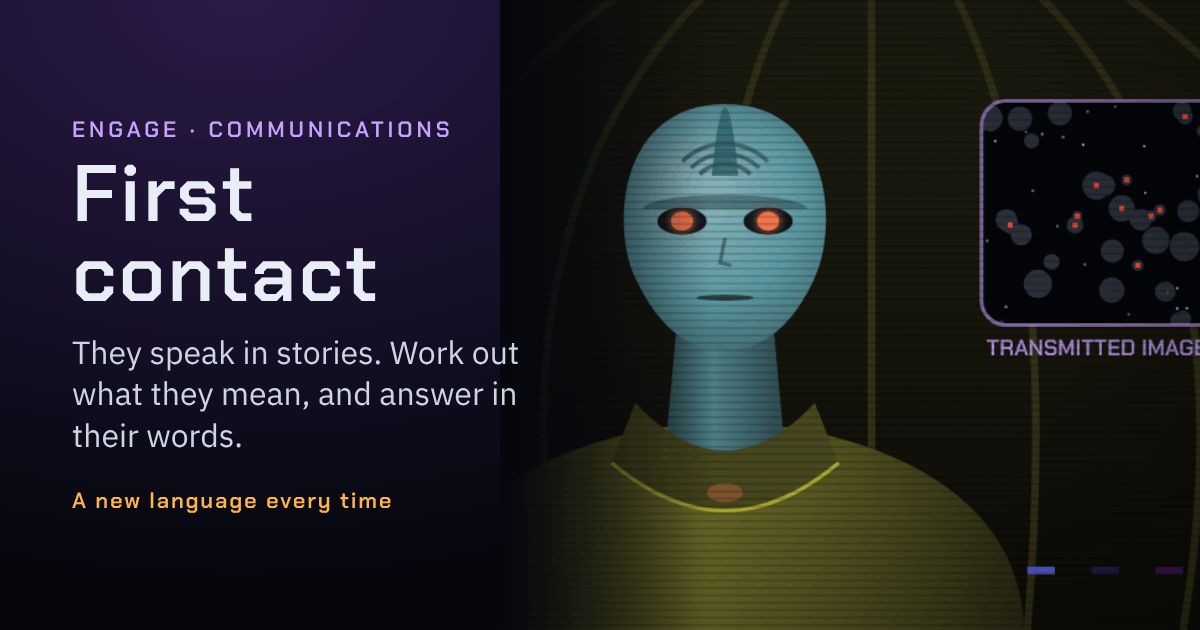 ENGAGE · COMMUNICATIONS
First
contact
They speak in stories. Work out
what they mean, and answer in
their words.
A new language every time
TRANSMITTED IMAGE